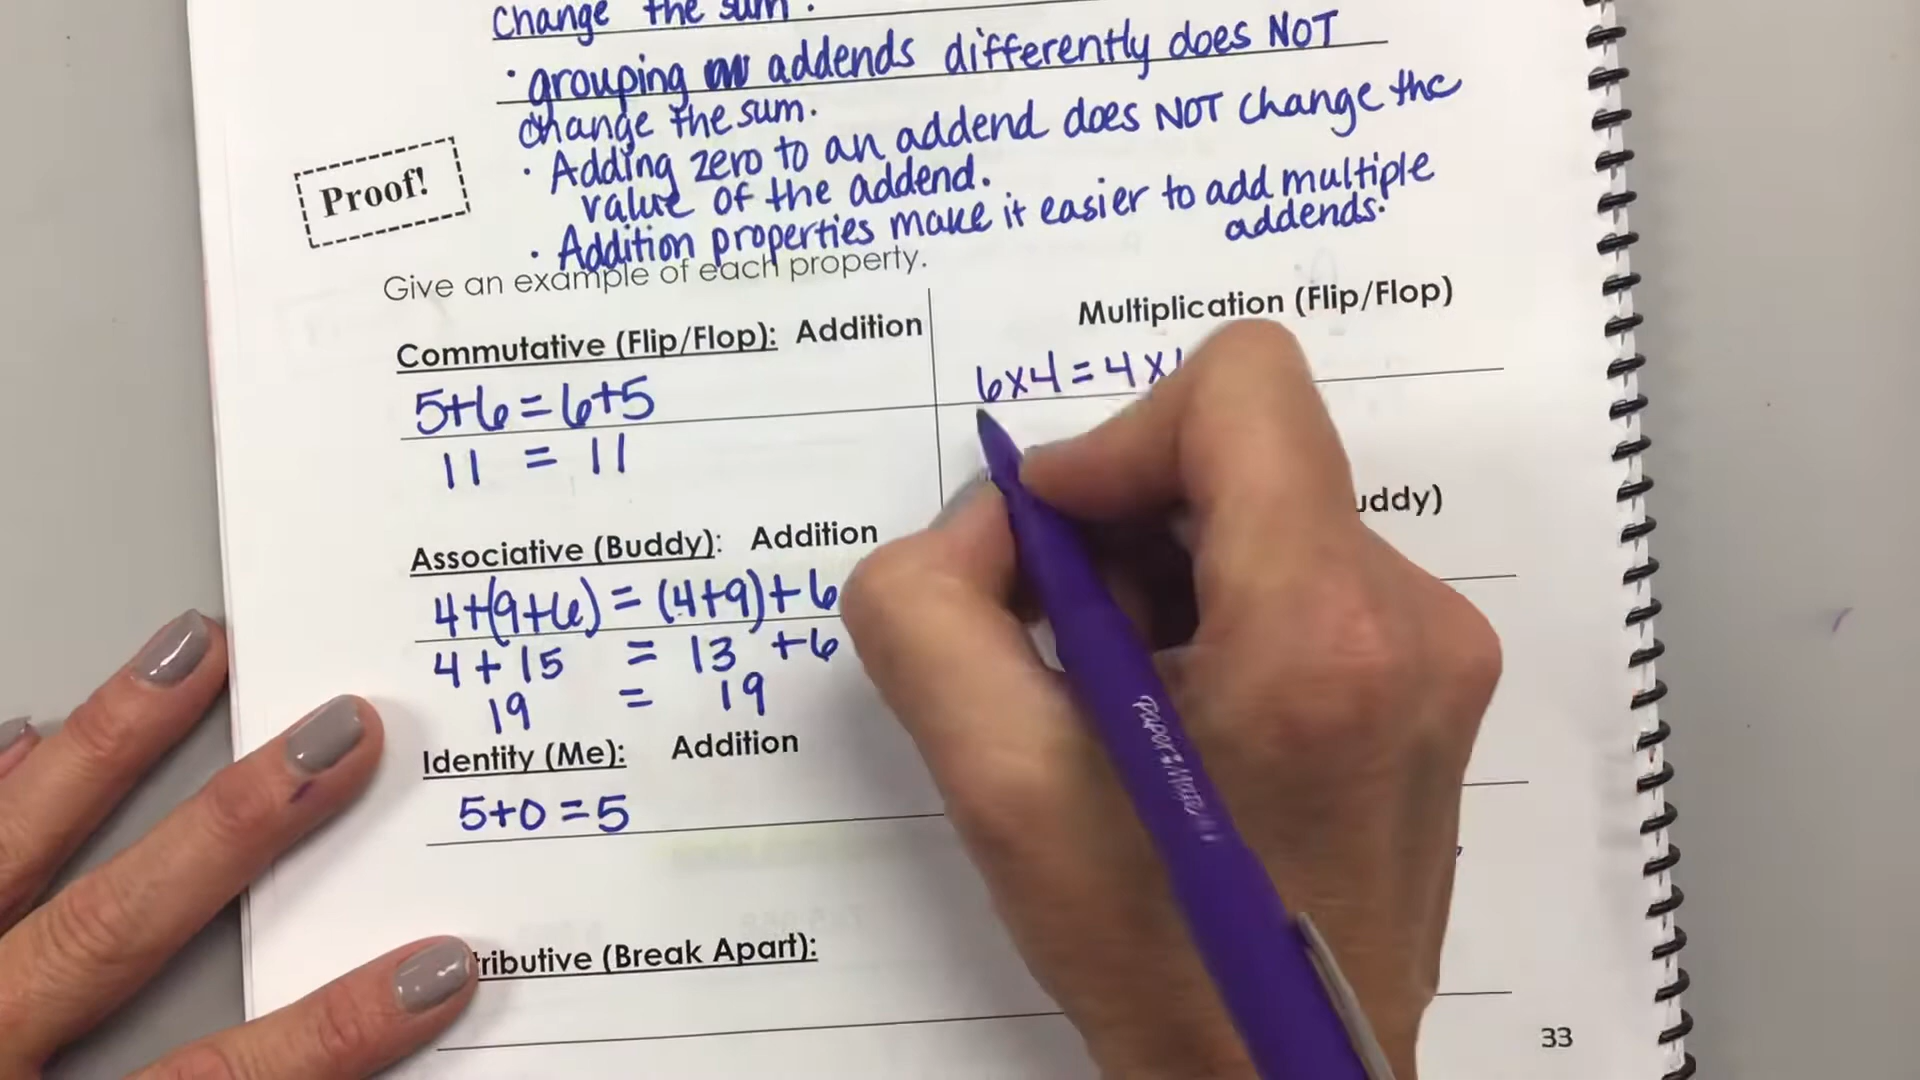 change the sum.
· grouping addends differently does NOT
change the sum.
· Adding zero to an addend does NOT change the
value of the addend.
· Addition properties make it easier to add multiple
addends.
Proof!
Give an example of each property.
Commutative (Flip/Flop): Addition
5+6=6+5
11 = 11
Multiplication (Flip/Flop)
6x4=4x
Associative (Buddy): Addition
4+(9+6)=(4+9)+6
4+15 = 13 +6
19 = 19
uddy)
Identity (Me): Addition
5+0=5
tributive (Break Apart):
paper mate
33